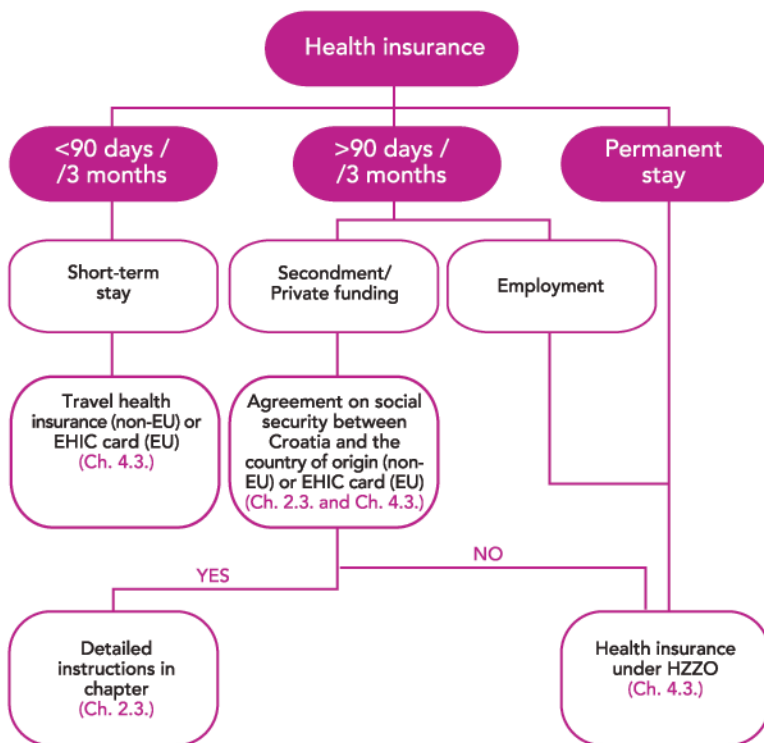 Health insurance
<90 days /
/3 months
>90 days /
/3 months
Permanent
stay
Short-term
stay
Secondment/
Private funding
Employment
Travel health
insurance (non-EU) or
EHIC card (EU)
(Ch. 4.3.)
Agreement on social
security between
Croatia and the
country of origin (non-
EU) or EHIC card (EU)
(Ch. 2.3. and Ch. 4.3.)
YES
NO
Detailed
instructions in
chapter
(Ch. 2.3.)
Health insurance
under HZZO
(Ch. 4.3.)